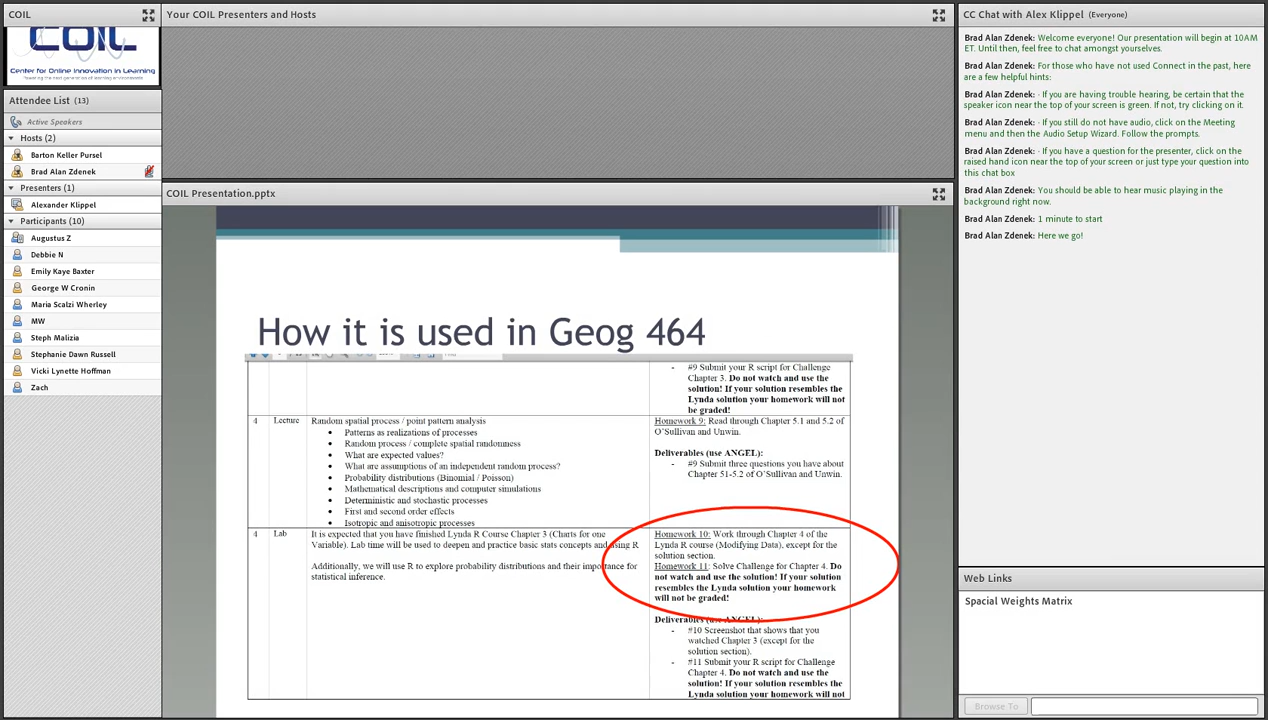 COIL
COIL
Center for Online Innovation in Learning
Attendee List (13)
Active Speakers
Hosts (2)
Barton Keller Pursel
Brad Alan Zdenek
Presenters (1)
Alexander Klippel
Participants (10)
Augustus Z
Debbie N
Emily Kaye Baxter
George W Cronin
Maria Scalzi Wherley
MW
Steph Malizia
Stephanie Dawn Russell
Vicki Lynette Hoffman
Zach
Your COIL Presenters and Hosts
COIL Presentation.pptx
How it is used in Geog 464
- #9 Submit your R script for Challenge
Chapter 3. Do not watch and use the
solution! If your solution resembles the
Lynda solution your homework will not
be graded!
4 Lecture
Random spatial process / point pattern analysis
• Patterns as realizations of processes
• Random process / complete spatial randomness
• What are expected values?
• What are assumptions of an independent random process?
• Probability distributions (Binomial / Poisson)
• Mathematical descriptions and computer simulations
• Deterministic and stochastic processes
• First and second order effects
• Isotropic and anisotropic processes
Homework 9: Read through Chapter 5.1 and 5.2 of
O'Sullivan and Unwin.
Deliverables (use ANGEL):
- #9 Submit three questions you have about
Chapter 51-5.2 of O'Sullivan and Unwin.
4 Lab
It is expected that you have finished Lynda R Course Chapter 3 (Charts for one
Variable). Lab time will be used to deepen and practice basic stats concepts and using R
Additionally, we will use R to explore probability distributions and their importance for
statistical inference.
Homework 10: Work through Chapter 4 of the
Lynda R course (Modifying Data), except for the
solution section.
Homework 11: Solve Challenge for Chapter 4. Do
not watch and use the solution! If your solution
resembles the Lynda solution your homework
will not be graded!
Deliverables (use ANGEL):
- #10 Screenshot that shows that you
watched Chapter 3 (except for the
solution section).
- #11 Submit your R script for Challenge
Chapter 4. Do not watch and use the
solution! If your solution resembles the
Lynda solution your homework will not
CC Chat with Alex Klippel (Everyone)
Brad Alan Zdenek: Welcome everyone! Our presentation will begin at 10AM
ET. Until then, feel free to chat amongst yourselves.
Brad Alan Zdenek: For those who have not used Connect in the past, here
are a few helpful hints:
Brad Alan Zdenek: · If you are having trouble hearing, be certain that the
speaker icon near the top of your screen is green. If not, try clicking on it.
Brad Alan Zdenek: · If you still do not have audio, click on the Meeting
menu and then the Audio Setup Wizard. Follow the prompts.
Brad Alan Zdenek: · If you have a question for the presenter, click on the
raised hand icon near the top of your screen or just type your question into
this chat box
Brad Alan Zdenek: You should be able to hear music playing in the
background right now.
Brad Alan Zdenek: 1 minute to start
Brad Alan Zdenek: Here we go!
Web Links
Spacial Weights Matrix
Browse To